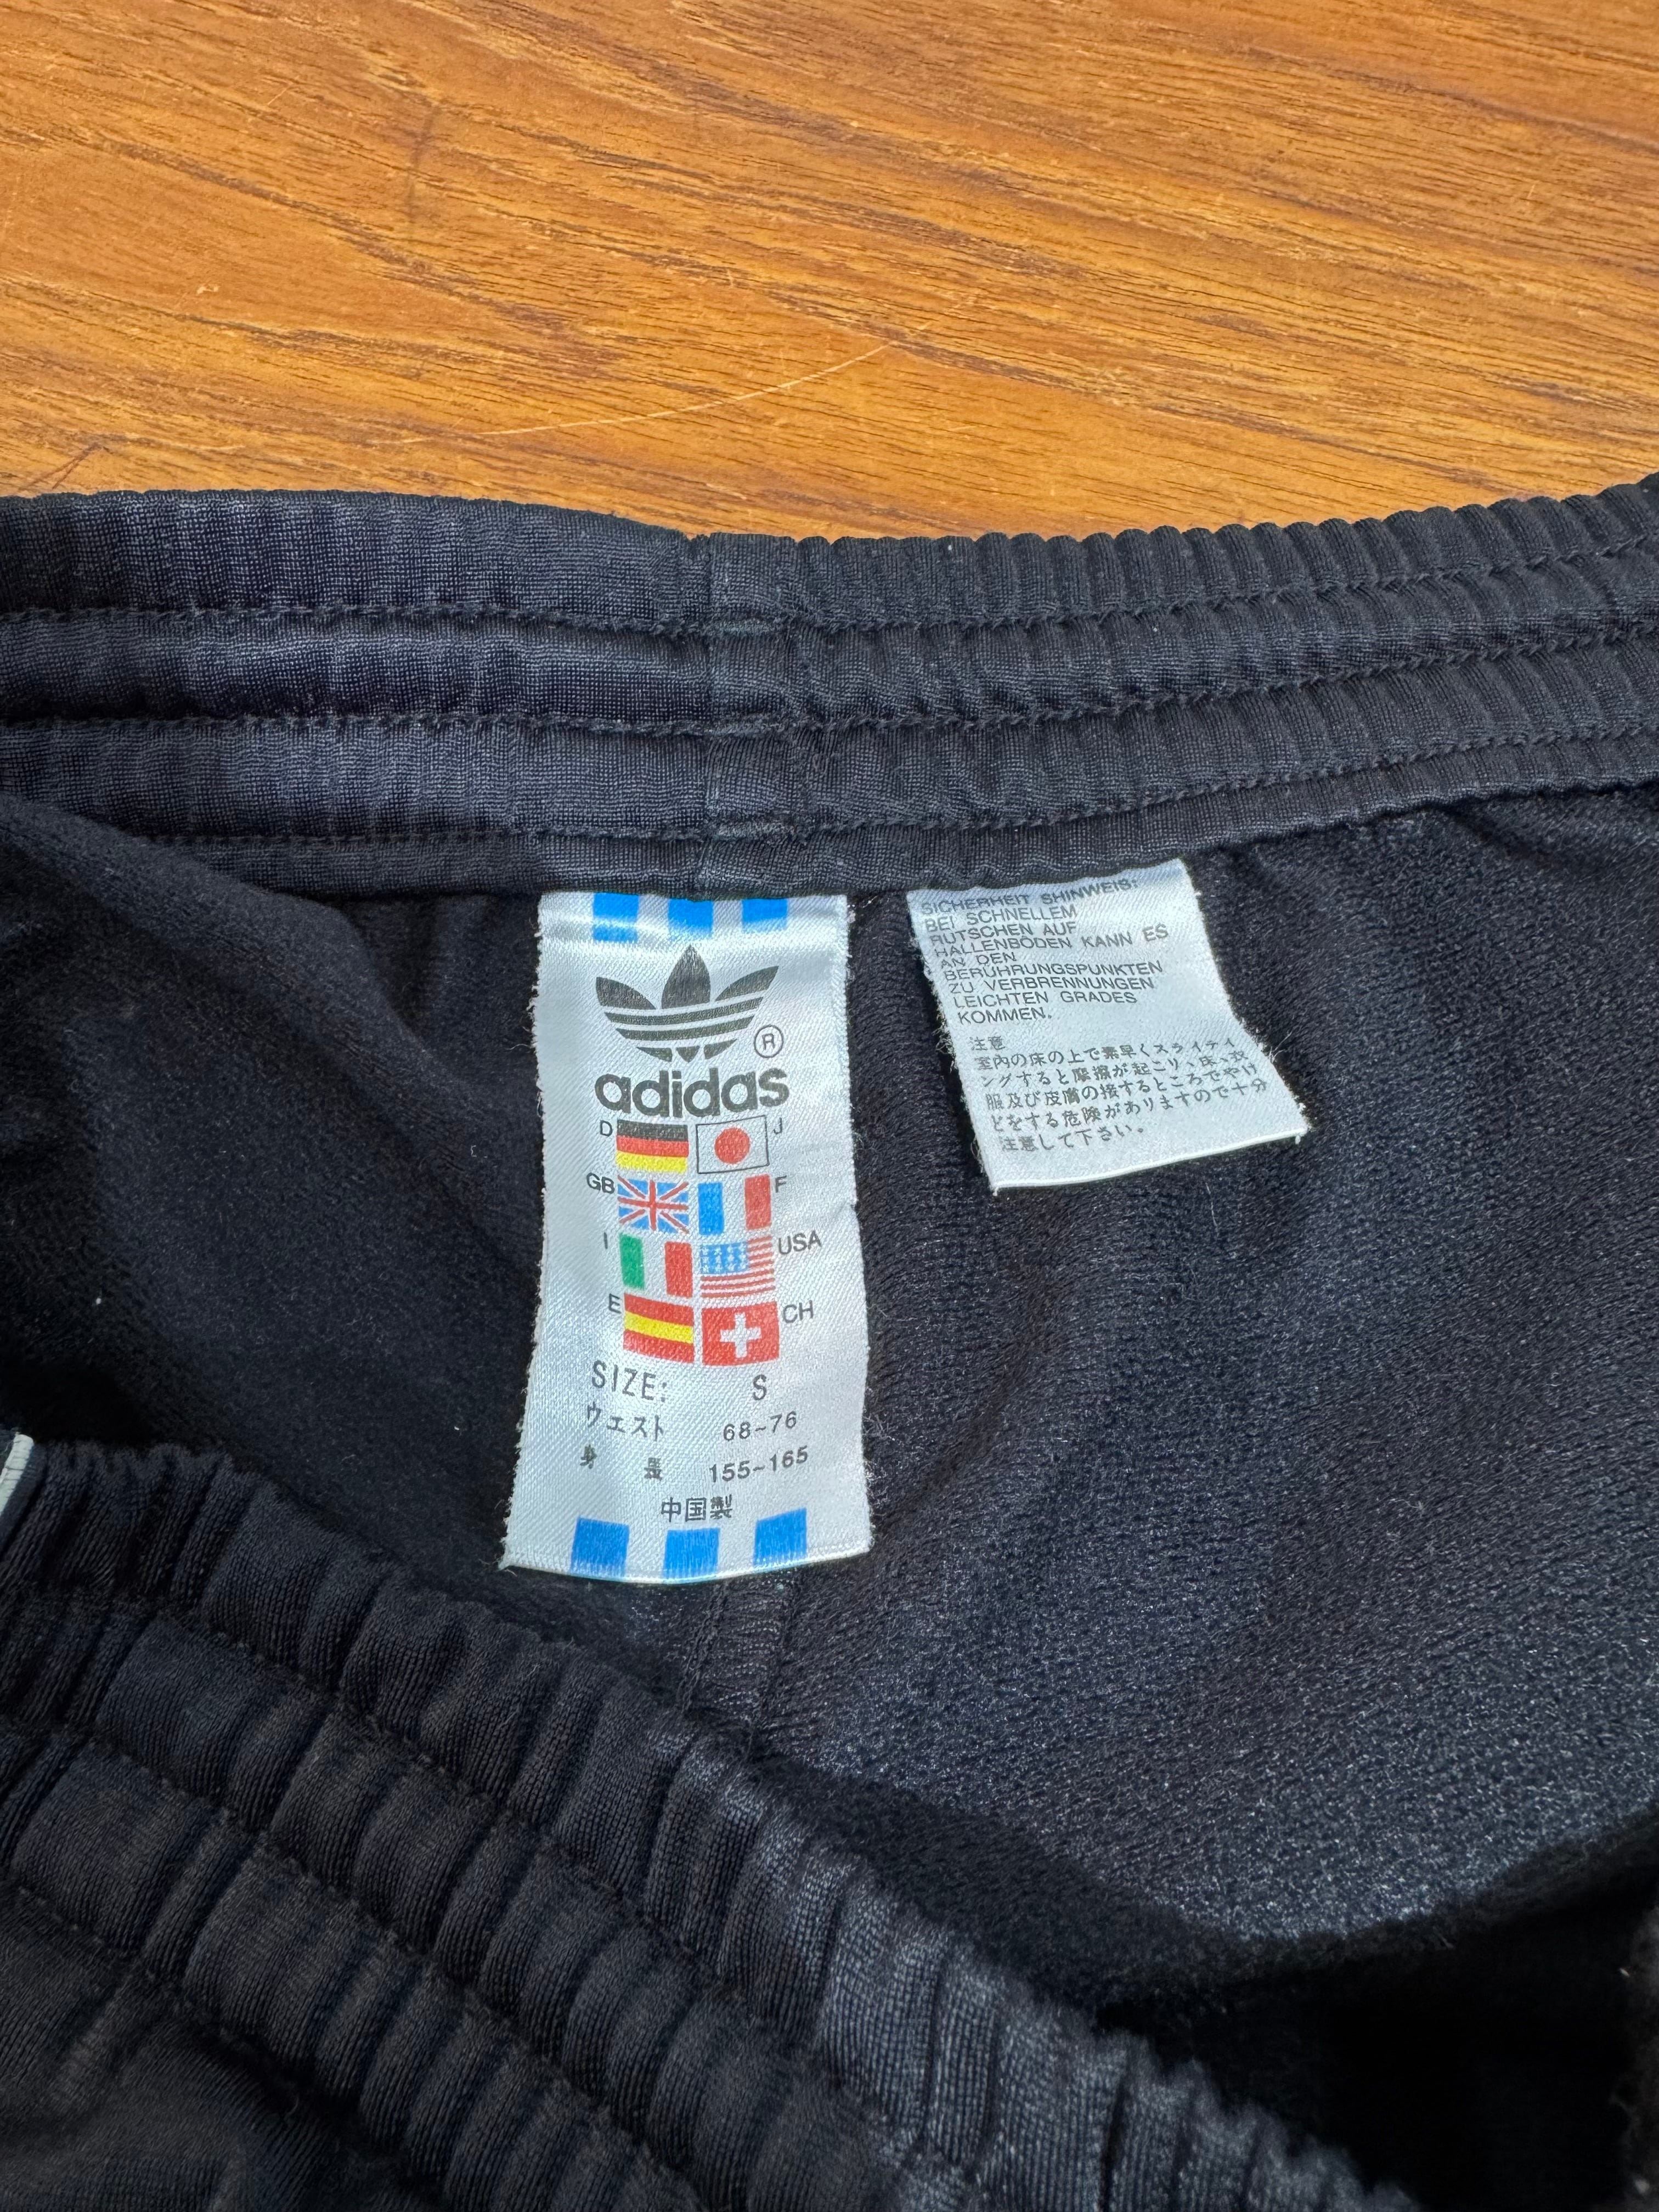 adidas
D J
GB F
I USA
E CH
SIZE: S
ウエスト 68~76
身長 155~165
中国製
SICHERHEIT SHINWEIS:
BEI SCHNELLEM
RUTSCHEN AUF
HALLENBÖDEN KANN ES
AN DEN
BERÜHRUNGSPUNKTEN
ZU VERBRENNUNGEN
LEICHTEN GRADES
KOMMEN.
注意
室内の床の上で素早くスライディ
ングすると摩擦が起こり、床、衣
服及び皮膚の接するところでやけ
どをする危険がありますので十分
注意して下さい。